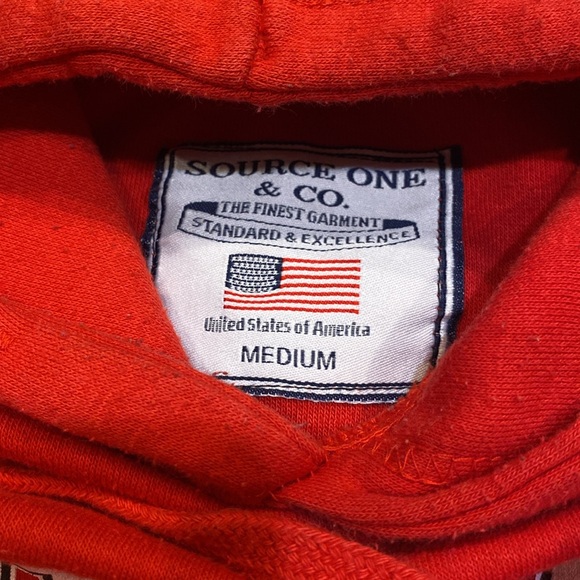 SOURCE ONE
& CO.
THE FINEST GARMENT
STANDARD & EXCELLENCE
United States of America
MEDIUM